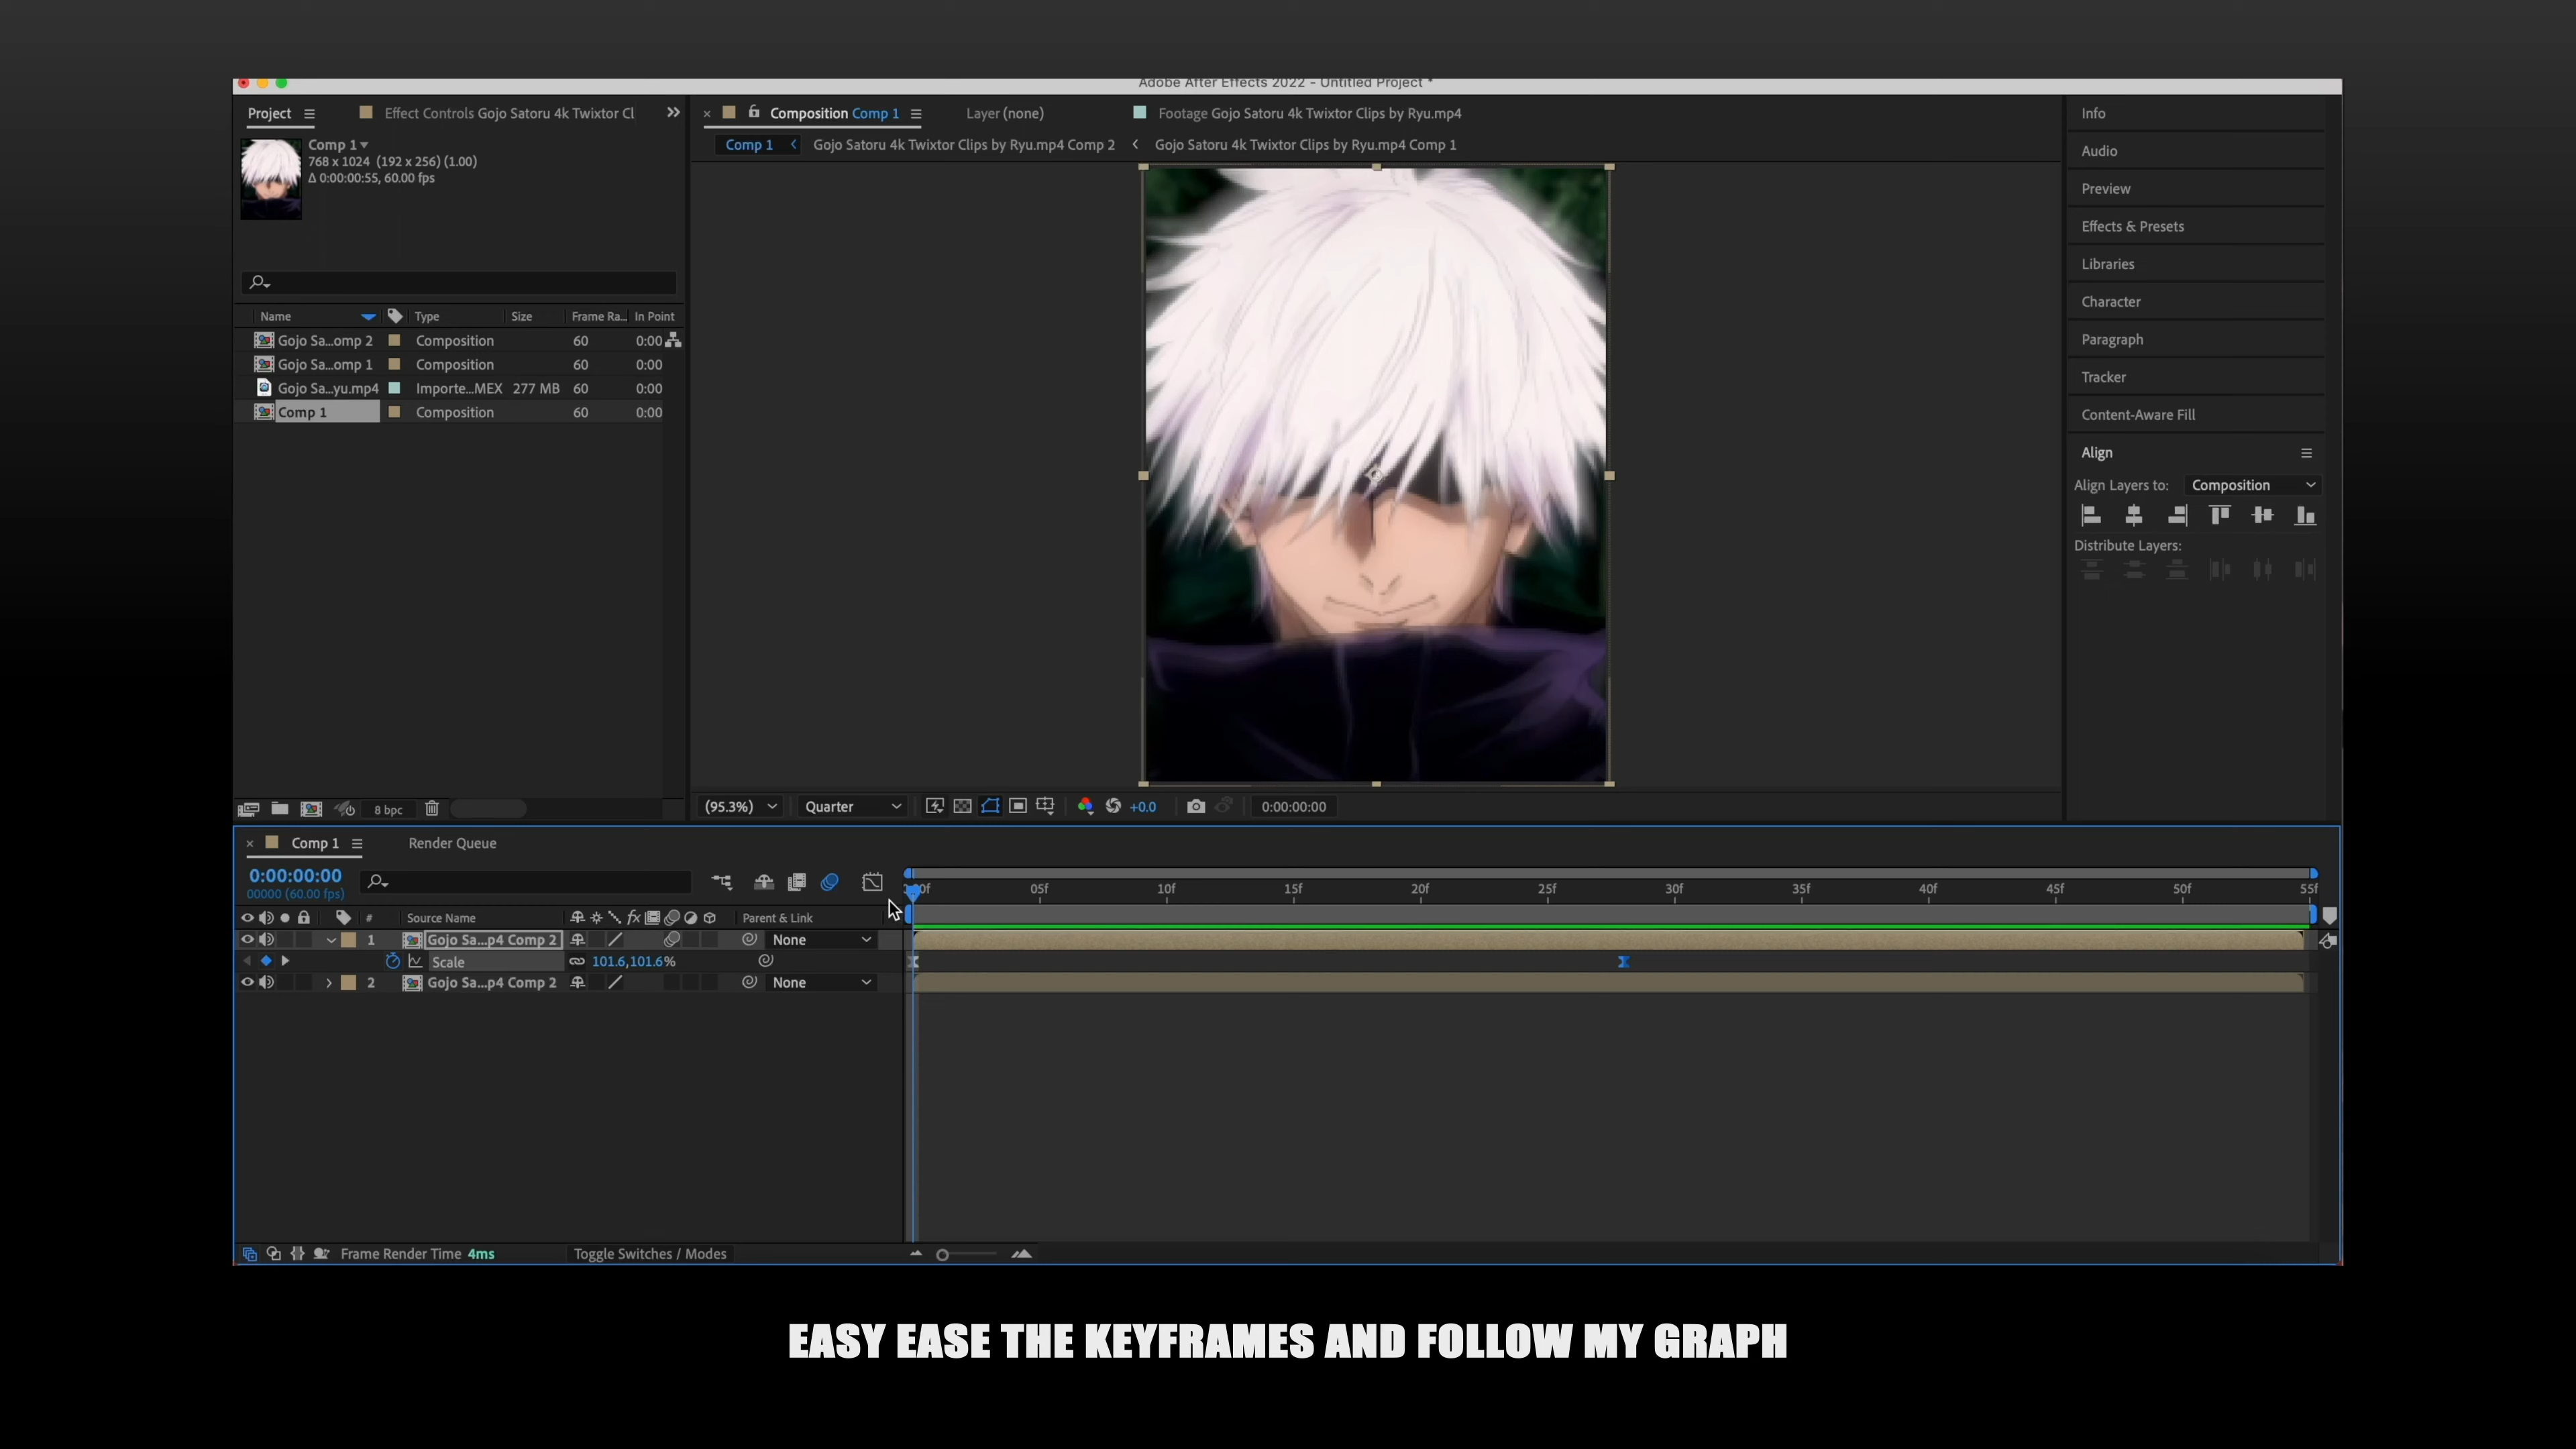 Adobe After Effects 2022 - Untitled Project *
Project
Effect Controls Gojo Satoru 4k Twixtor Cl
Composition Comp 1
Layer (none)
Footage Gojo Satoru 4k Twixtor Clips by Ryu.mp4
Comp 1
Gojo Satoru 4k Twixtor Clips by Ryu.mp4 Comp 2
Gojo Satoru 4k Twixtor Clips by Ryu.mp4 Comp 1
Comp 1
768 x 1024 (192 x 256) (1.00)
Δ 0:00:00:55, 60.00 fps
Name Type Size Frame Ra... In Point
Gojo Sa...omp 2 Composition 60 0:00
Gojo Sa...omp 1 Composition 60 0:00
Gojo Sa...yu.mp4 Importe...MEX 277 MB 60 0:00
Comp 1 Composition 60 0:00
8 bpc
(95.3%) Quarter +0.0 0:00:00:00
Info
Audio
Preview
Effects & Presets
Libraries
Character
Paragraph
Tracker
Content-Aware Fill
Align
Align Layers to: Composition
Distribute Layers:
Comp 1 Render Queue
0:00:00:00
00000 (60.00 fps)
05f 10f 15f 20f 25f 30f 35f 40f 45f 50f 55f
# Source Name fx Parent & Link
1 Gojo Sa...p4 Comp 2 None
Scale 101.6,101.6%
2 Gojo Sa...p4 Comp 2 None
Frame Render Time 4ms Toggle Switches / Modes
EASY EASE THE KEYFRAMES AND FOLLOW MY GRAPH